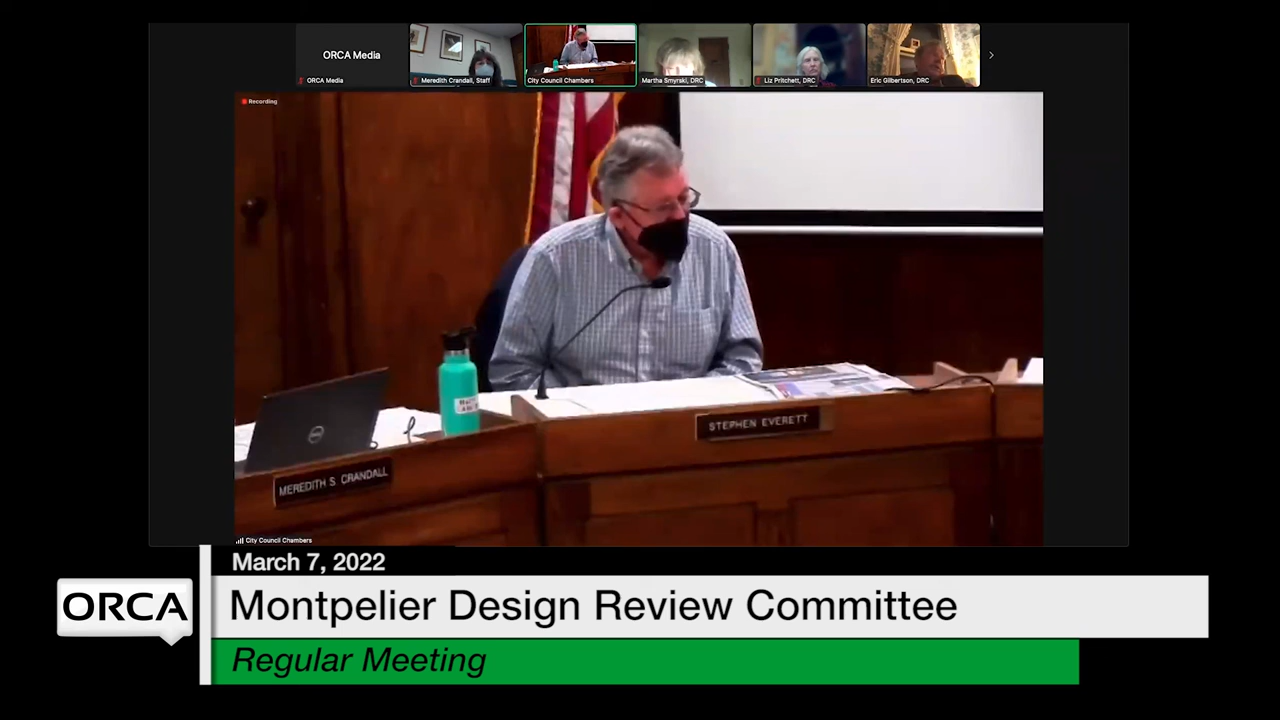 ORCA Media
ORCA Media
Meredith Crandall, Staff
City Council Chambers
Martha Smyrski, DRC
Liz Pritchett, DRC
Eric Gilbertson, DRC
Recording
STEPHEN EVERETT
MEREDITH S. CRANDALL
City Council Chambers
March 7, 2022
ORCA
Montpelier Design Review Committee
Regular Meeting